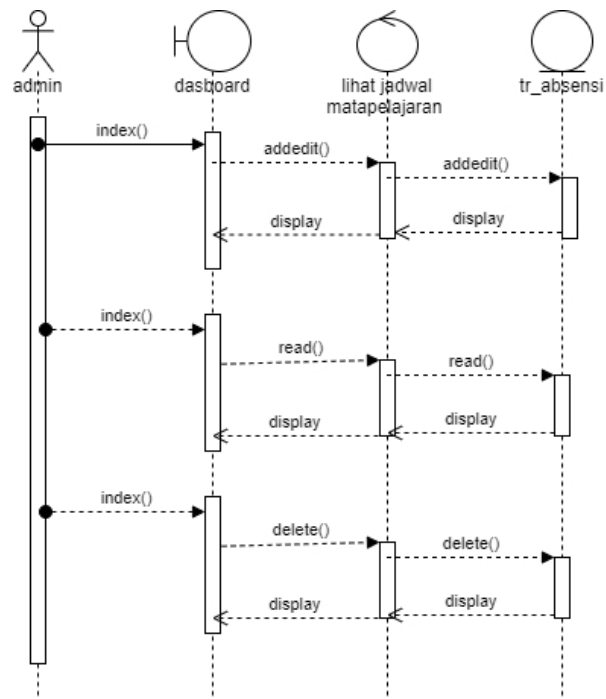 admin
dasboard
lihat jadwal
matapelajaran
tr_absensi
index()
addedit()
addedit()
display
display
index()
read()
read()
display
display
index()
delete()
delete()
display
display